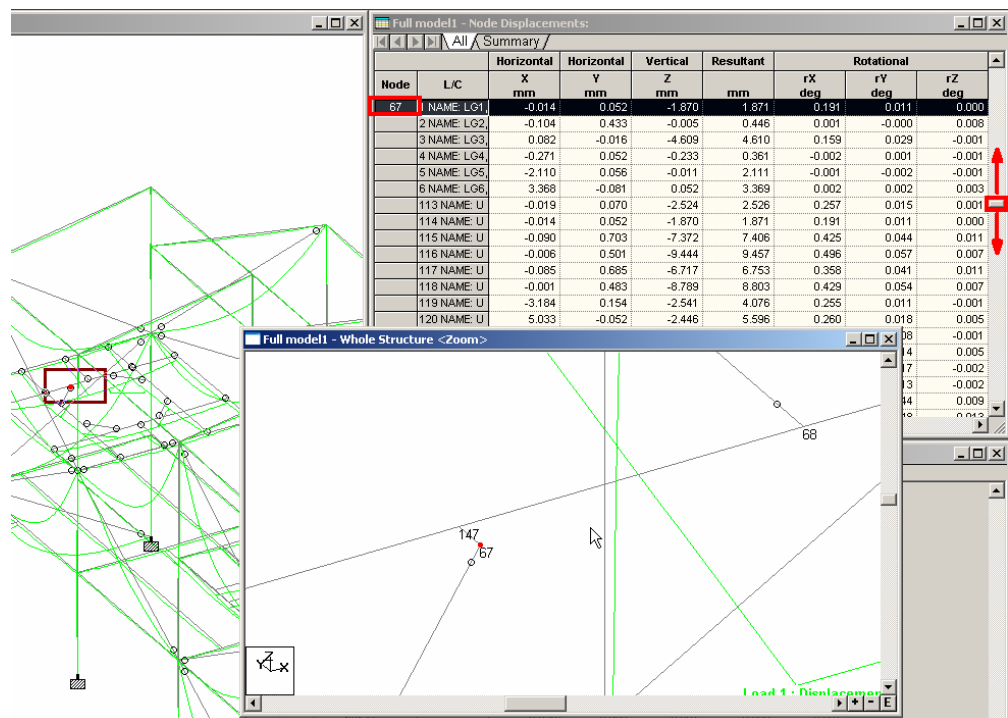 Full model1 - Node Displacements:
All Summary
Horizontal Horizontal Vertical Resultant Rotational
Node L/C X mm Y mm Z mm mm rX deg rY deg rZ deg
67 1 NAME: LG1, -0.014 0.052 -1.870 1.871 0.191 0.011 0.000
2 NAME: LG2, -0.104 0.433 -0.005 0.446 0.001 -0.000 0.008
3 NAME: LG3, 0.082 -0.016 -4.609 4.610 0.159 0.029 -0.001
4 NAME: LG4, -0.271 0.052 -0.233 0.361 -0.002 0.001 -0.001
5 NAME: LG5, -2.110 0.056 -0.011 2.111 -0.001 -0.002 -0.001
6 NAME: LG6, 3.368 -0.081 0.052 3.369 0.002 -0.002 0.003
113 NAME: U -0.019 0.070 -2.524 2.526 0.257 0.015 0.001
114 NAME: U -0.014 0.052 -1.870 1.871 0.191 0.011 0.000
115 NAME: U -0.090 0.703 -7.372 7.406 0.425 0.044 0.011
116 NAME: U -0.006 0.501 -9.444 9.457 0.496 0.057 0.007
117 NAME: U -0.085 0.685 -6.717 6.753 0.358 0.041 0.011
118 NAME: U -0.001 0.483 -8.789 8.803 0.429 0.054 0.007
119 NAME: U -3.184 0.154 -2.541 4.076 0.255 0.011 -0.001
120 NAME: U 5.033 -0.052 -2.446 5.596 0.260 0.018 0.005
08 -0.001
14 0.005
17 -0.002
13 -0.002
44 0.009
Full model1 - Whole Structure <Zoom>
68
147
67
Z
Y X
Load 1 : Displacemen
+ - E